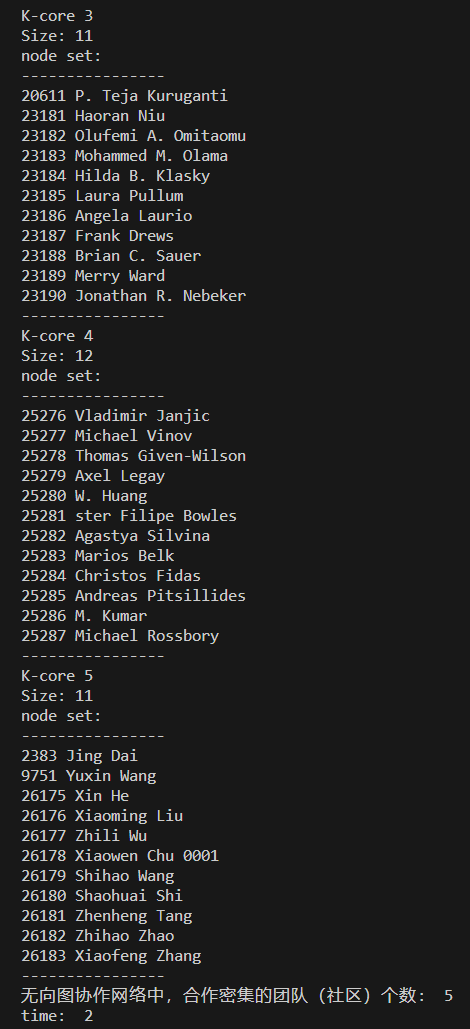 K-core 3
Size: 11
node set:
----------------
20611 P. Teja Kuruganti
23181 Haoran Niu
23182 Olufemi A. Omitaomu
23183 Mohammed M. Olama
23184 Hilda B. Klasky
23185 Laura Pullum
23186 Angela Laurio
23187 Frank Drews
23188 Brian C. Sauer
23189 Merry Ward
23190 Jonathan R. Nebeker
----------------
K-core 4
Size: 12
node set:
----------------
25276 Vladimir Janjic
25277 Michael Vinov
25278 Thomas Given-Wilson
25279 Axel Legay
25280 W. Huang
25281 ster Filipe Bowles
25282 Agastya Silvina
25283 Marios Belk
25284 Christos Fidas
25285 Andreas Pitsillides
25286 M. Kumar
25287 Michael Rossbory
----------------
K-core 5
Size: 11
node set:
----------------
2383 Jing Dai
9751 Yuxin Wang
26175 Xin He
26176 Xiaoming Liu
26177 Zhili Wu
26178 Xiaowen Chu 0001
26179 Shihao Wang
26180 Shaohuai Shi
26181 Zhenheng Tang
26182 Zhihao Zhao
26183 Xiaofeng Zhang
----------------
无向图协作网络中，合作密集的团队（社区）个数： 5
time:  2